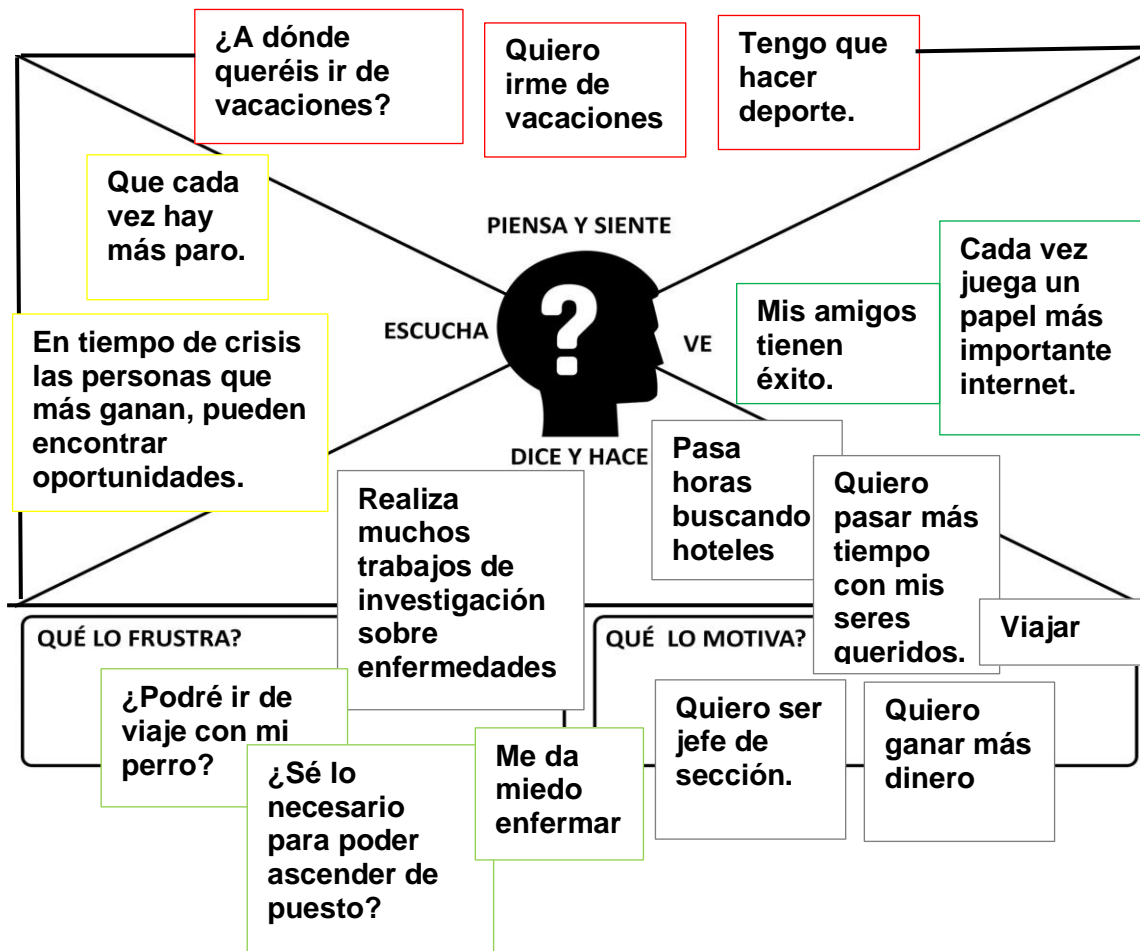 ¿A dónde
queréis ir de
vacaciones?
Quiero
irme de
vacaciones
Tengo que
hacer
deporte.
Que cada
vez hay
más paro.
PIENSA Y SIENTE
Cada vez
juega un
papel más
importante
internet.
ESCUCHA
?
VE
Mis amigos
tienen
éxito.
En tiempo de crisis
las personas que
más ganan, pueden
encontrar
oportunidades.
DICE Y HACE
Pasa
horas
buscando
hoteles
Realiza
muchos
trabajos de
investigación
sobre
enfermedades
Quiero
pasar más
tiempo
con mis
seres
queridos.
Viajar
QUÉ LO FRUSTRA?
QUÉ LO MOTIVA?
¿Podré ir de
viaje con mi
perro?
¿Sé lo
necesario
para poder
ascender de
puesto?
Me da
miedo
enfermar
Quiero ser
jefe de
sección.
Quiero
ganar más
dinero